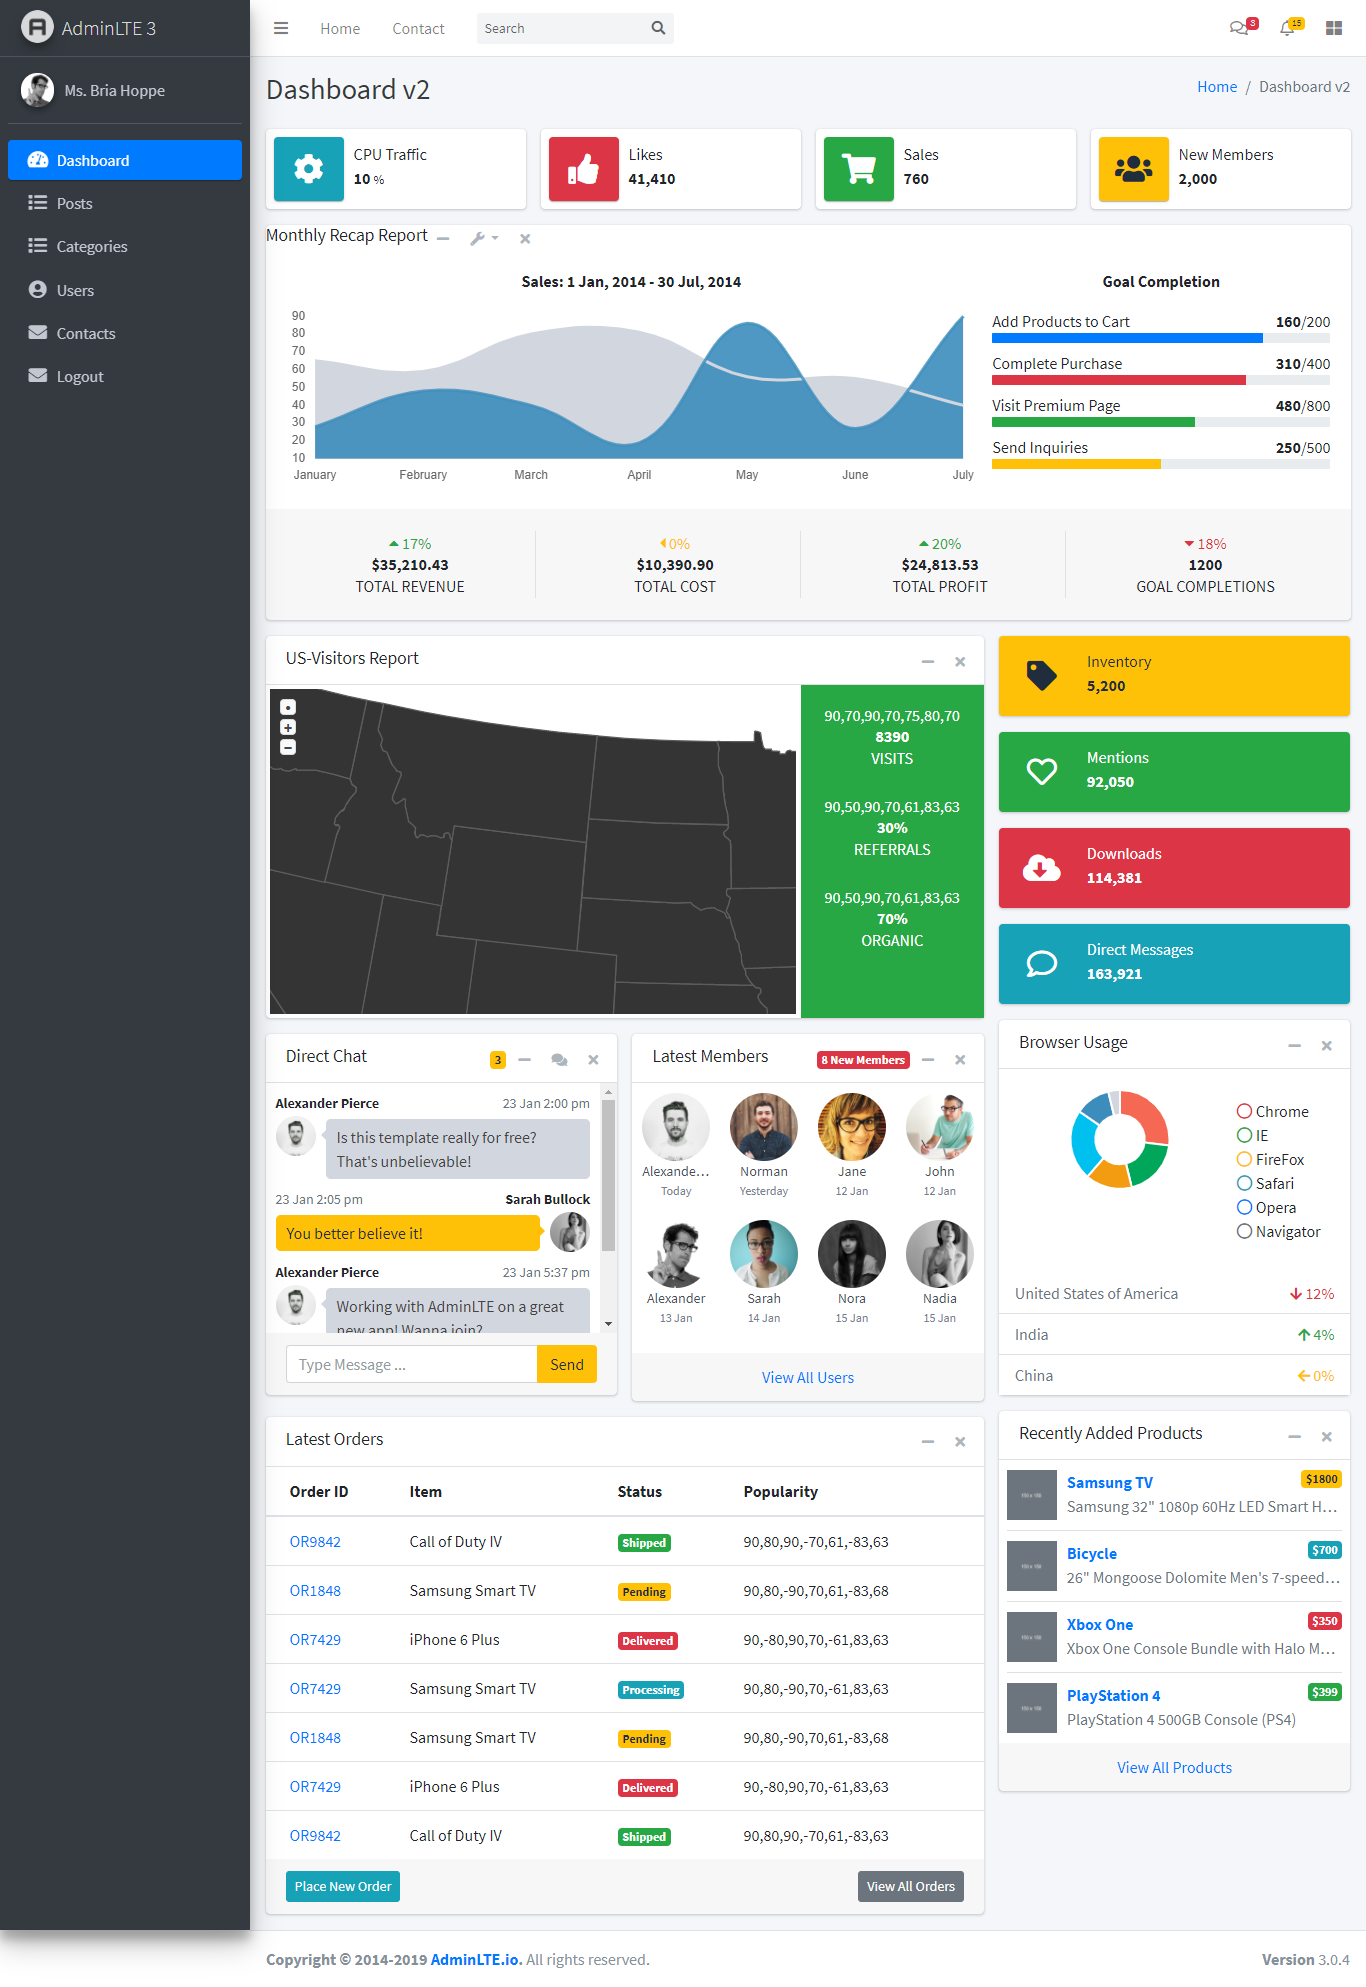 AdminLTE 3
Home
Contact
Search
3
15
Ms. Bria Hoppe
Dashboard
Posts
Categories
Users
Contacts
Logout
Dashboard v2
Home / Dashboard v2
CPU Traffic
10 %
Likes
41,410
Sales
760
New Members
2,000
Monthly Recap Report
Sales: 1 Jan, 2014 - 30 Jul, 2014
90
80
70
60
50
40
30
20
10
January February March April May June July
Goal Completion
Add Products to Cart 160/200
Complete Purchase 310/400
Visit Premium Page 480/800
Send Inquiries 250/500
17%
$35,210.43
TOTAL REVENUE
0%
$10,390.90
TOTAL COST
20%
$24,813.53
TOTAL PROFIT
18%
1200
GOAL COMPLETIONS
US-Visitors Report
90,70,90,70,75,80,70
8390
VISITS
90,50,90,70,61,83,63
30%
REFERRALS
90,50,90,70,61,83,63
70%
ORGANIC
Inventory
5,200
Mentions
92,050
Downloads
114,381
Direct Messages
163,921
Direct Chat
3
Alexander Pierce 23 Jan 2:00 pm
Is this template really for free?
That's unbelievable!
23 Jan 2:05 pm Sarah Bullock
You better believe it!
Alexander Pierce 23 Jan 5:37 pm
Working with AdminLTE on a great
new app! Wanna join?
Type Message ...
Send
Latest Members
8 New Members
Alexande...
Today
Norman
Yesterday
Jane
12 Jan
John
12 Jan
Alexander
13 Jan
Sarah
14 Jan
Nora
15 Jan
Nadia
15 Jan
View All Users
Browser Usage
Chrome
IE
FireFox
Safari
Opera
Navigator
United States of America 12%
India 4%
China 0%
Latest Orders
Order ID Item Status Popularity
OR9842 Call of Duty IV Shipped 90,80,90,-70,61,-83,63
OR1848 Samsung Smart TV Pending 90,80,-90,70,61,-83,68
OR7429 iPhone 6 Plus Delivered 90,-80,90,70,-61,83,63
OR7429 Samsung Smart TV Processing 90,80,-90,70,-61,83,63
OR1848 Samsung Smart TV Pending 90,80,-90,70,61,-83,68
OR7429 iPhone 6 Plus Delivered 90,-80,90,70,-61,83,63
OR9842 Call of Duty IV Shipped 90,80,90,-70,61,-83,63
Place New Order
View All Orders
Recently Added Products
Samsung TV $1800
Samsung 32" 1080p 60Hz LED Smart H...
Bicycle $700
26" Mongoose Dolomite Men's 7-speed...
Xbox One $350
Xbox One Console Bundle with Halo M...
PlayStation 4 $399
PlayStation 4 500GB Console (PS4)
View All Products
Copyright © 2014-2019 AdminLTE.io. All rights reserved.
Version 3.0.4